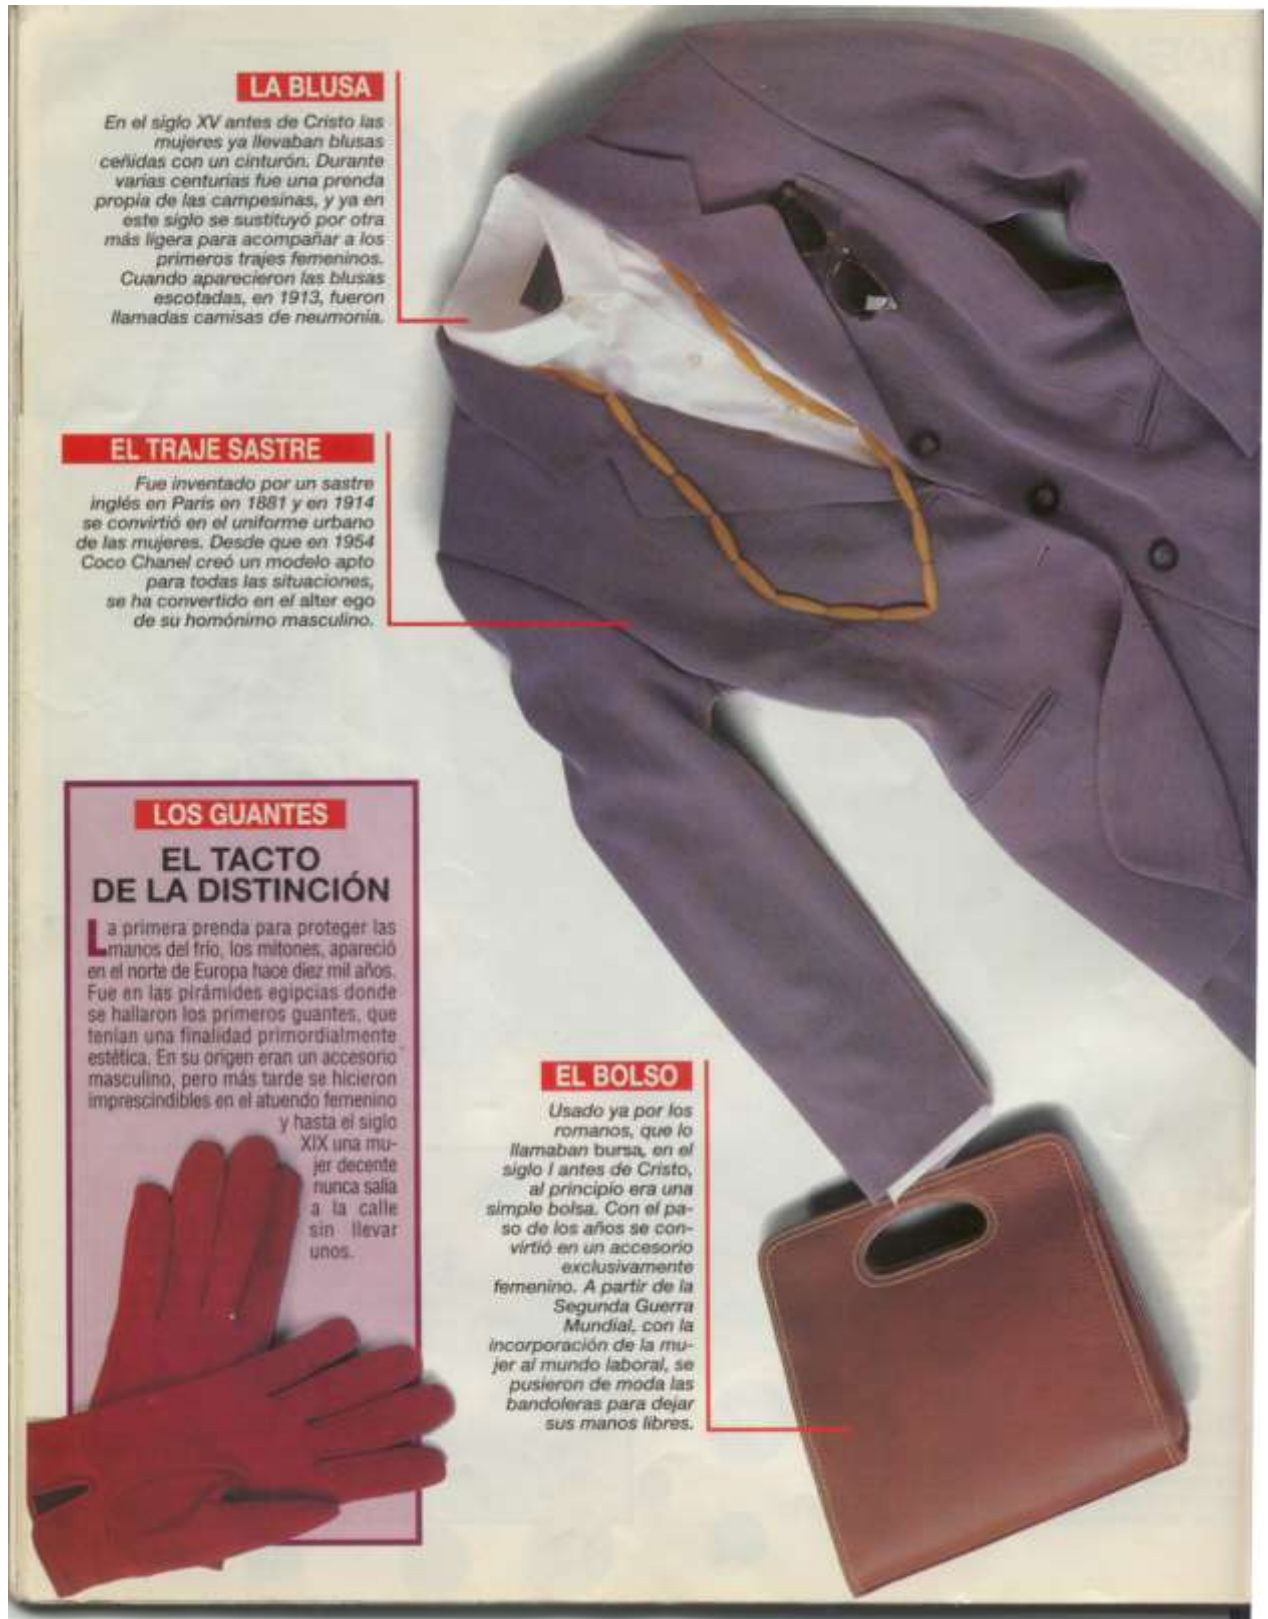 LA BLUSA
En el siglo XV antes de Cristo las
mujeres ya llevaban blusas
ceñidas con un cinturón. Durante
varias centurias fue una prenda
propia de las campesinas, y ya en
este siglo se sustituyó por otra
más ligera para acompañar a los
primeros trajes femeninos.
Cuando aparecieron las blusas
escotadas, en 1913, fueron
llamadas camisas de neumonía.
EL TRAJE SASTRE
Fue inventado por un sastre
inglés en París en 1881 y en 1914
se convirtió en el uniforme urbano
de las mujeres. Desde que en 1954
Coco Chanel creó un modelo apto
para todas las situaciones,
se ha convertido en el alter ego
de su homónimo masculino.
LOS GUANTES
EL TACTO
DE LA DISTINCIÓN
La primera prenda para proteger las
manos del frío, los mitones, apareció
en el norte de Europa hace diez mil años.
Fue en las pirámides egipcias donde
se hallaron los primeros guantes, que
tenían una finalidad primordialmente
estética. En su origen eran un accesorio
masculino, pero más tarde se hicieron
imprescindibles en el atuendo femenino
y hasta el siglo
XIX una mu-
jer decente
nunca salía
a la calle
sin llevar
unos.
EL BOLSO
Usado ya por los
romanos, que lo
llamaban bursa, en el
siglo I antes de Cristo,
al principio era una
simple bolsa. Con el pa-
so de los años se con-
virtió en un accesorio
exclusivamente
femenino. A partir de la
Segunda Guerra
Mundial, con la
incorporación de la mu-
jer al mundo laboral, se
pusieron de moda las
bandoleras para dejar
sus manos libres.